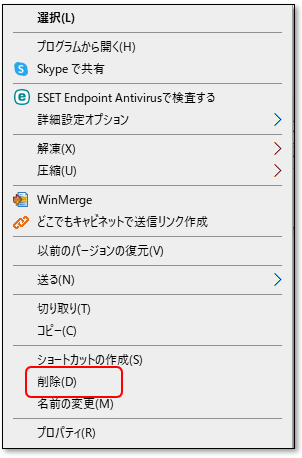 選択(L)
プログラムから開く(H)
Skype で共有
ESET Endpoint Antivirusで検査する
詳細設定オプション
解凍(X)
圧縮(U)
WinMerge
どこでもキャビネットで送信リンク作成
以前のバージョンの復元(V)
送る(N)
切り取り(T)
コピー(C)
ショートカットの作成(S)
削除(D)
名前の変更(M)
プロパティ(R)